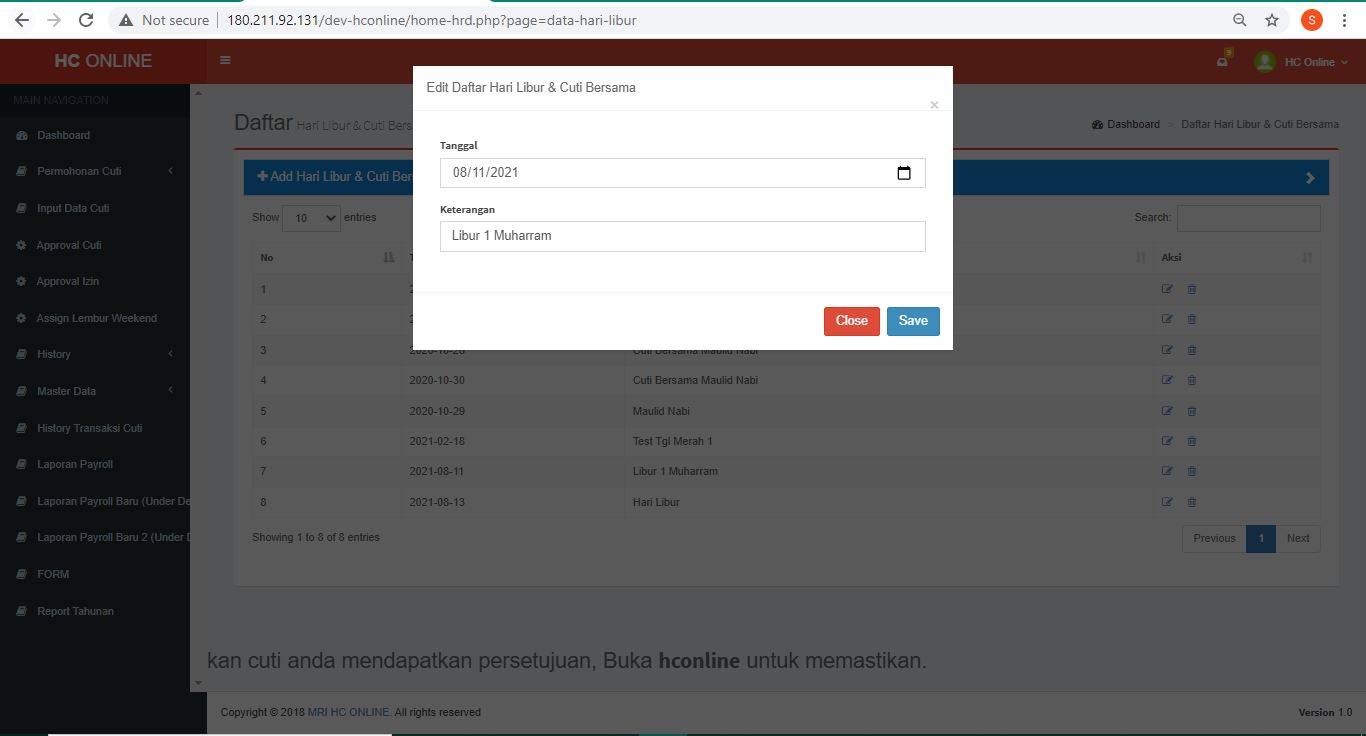 Not secure | 180.211.92.131/dev-hconline/home-hrd.php?page=data-hari-libur
S
HC ONLINE
9
HC Online
MAIN NAVIGATION
Dashboard
Permohonan Cuti
Input Data Cuti
Approval Cuti
Approval Izin
Assign Lembur Weekend
History
Master Data
History Transaksi Cuti
Laporan Payroll
Laporan Payroll Baru (Under De
Laporan Payroll Baru 2 (Under
FORM
Report Tahunan
Edit Daftar Hari Libur & Cuti Bersama
×
Tanggal
08/11/2021
Keterangan
Libur 1 Muharram
Close Save
Daftar Hari Libur & Cuti Bers
Dashboard > Daftar Hari Libur & Cuti Bersama
Add Hari Libur & Cuti Ber
Show 10 entries
Search:
No Aksi
1
2
3 2020-10-28 Cuti Bersama Maulid Nabi
4 2020-10-30 Cuti Bersama Maulid Nabi
5 2020-10-29 Maulid Nabi
6 2021-02-18 Test Tgl Merah 1
7 2021-08-11 Libur 1 Muharram
8 2021-08-13 Hari Libur
Showing 1 to 8 of 8 entries
Previous 1 Next
kan cuti anda mendapatkan persetujuan, Buka hconline untuk memastikan.
Copyright © 2018 MRI HC ONLINE. All rights reserved
Version 1.0